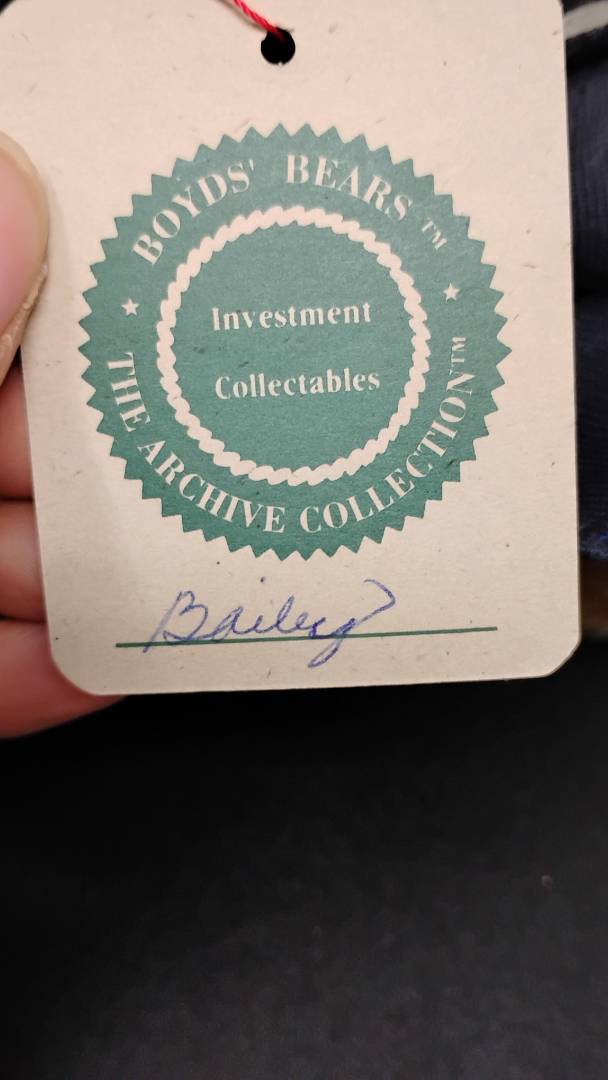 BOYDS' BEARS™
Investment
Collectables
THE ARCHIVE COLLECTION™
Bailey